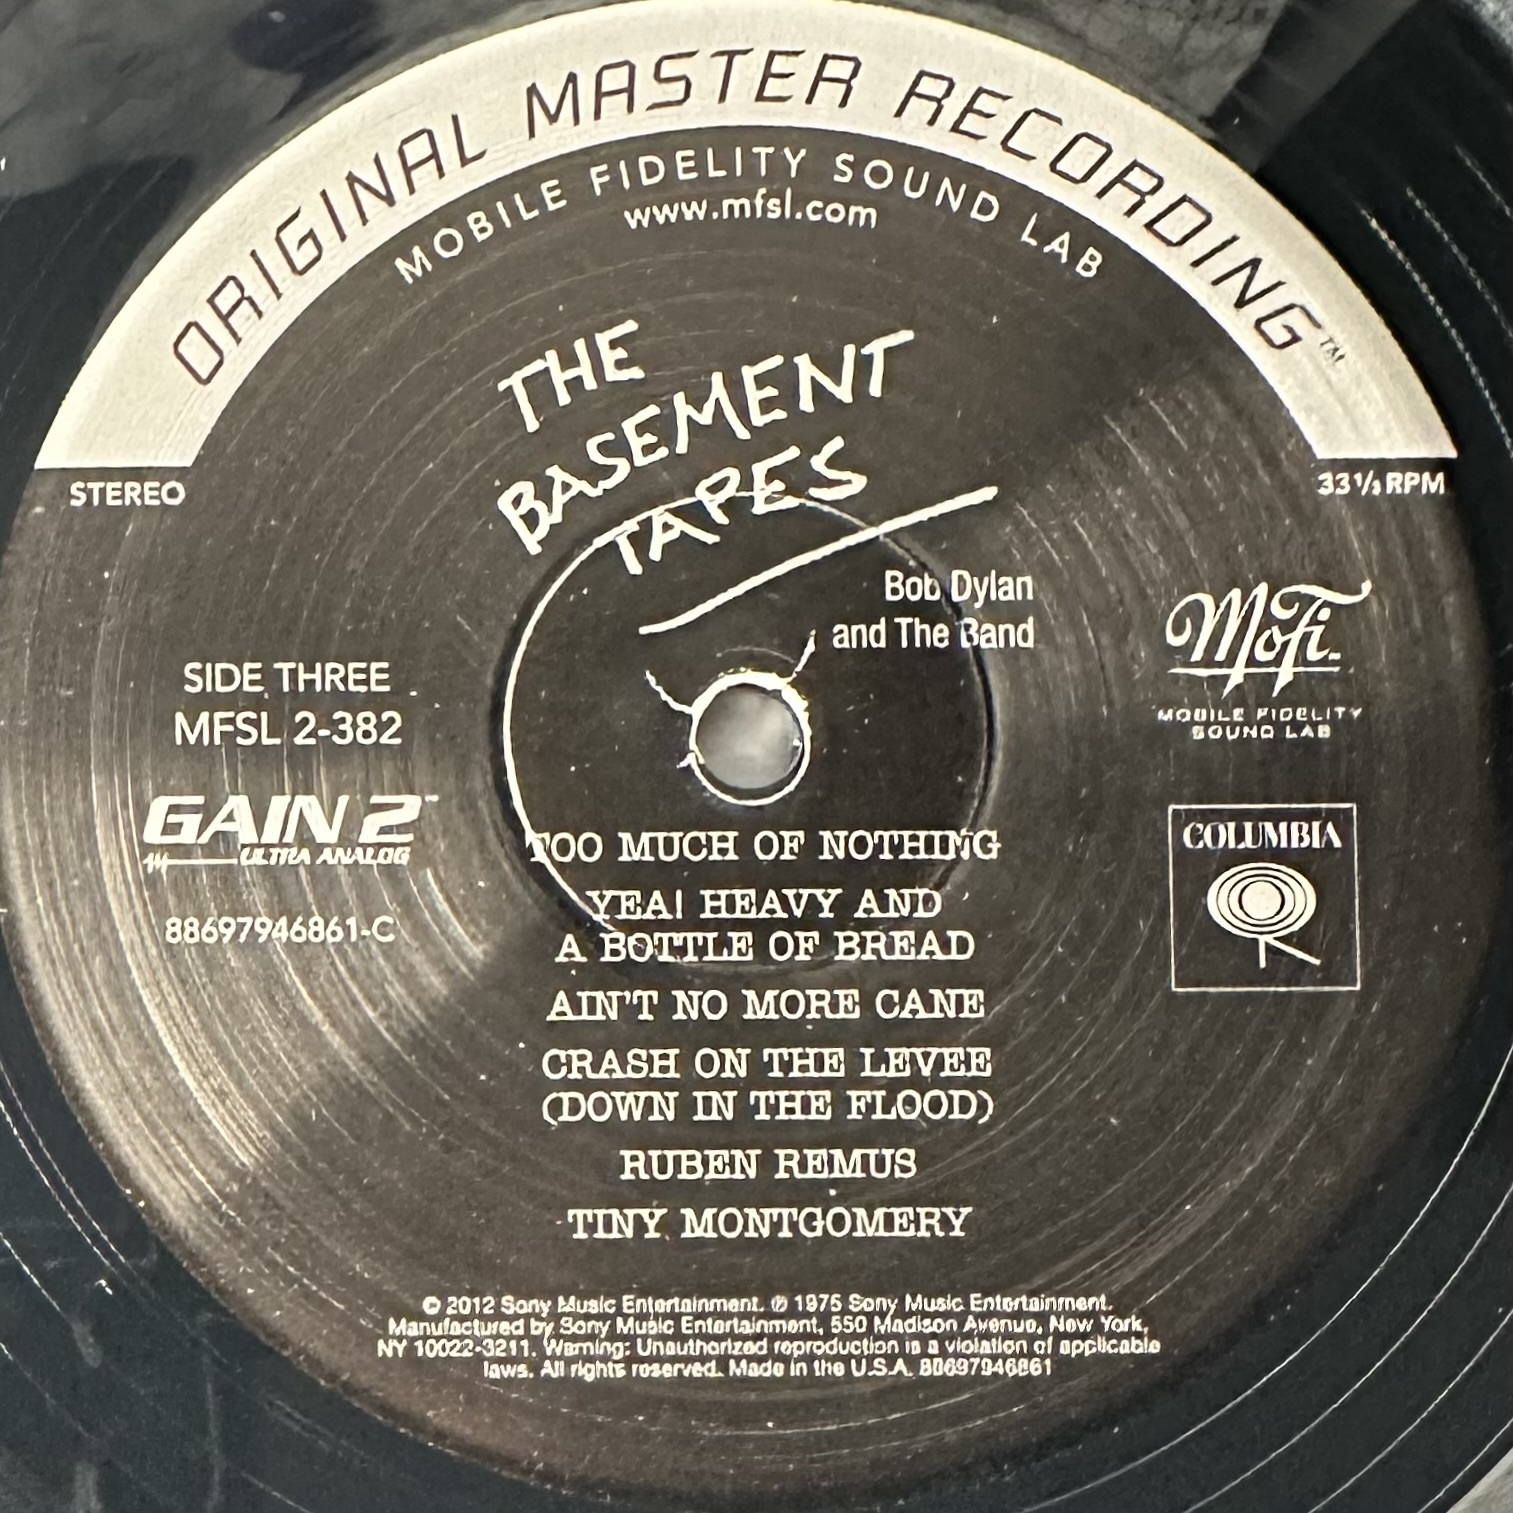 ORIGINAL MASTER RECORDING™
MOBILE FIDELITY SOUND LAB
www.mfsl.com
THE
BASEMENT
TAPES
STEREO
33 1/3 RPM
Bob Dylan
and The Band
MoFi
MOBILE FIDELITY
SOUND LAB
SIDE THREE
MFSL 2-382
GAIN 2™
ULTRA ANALOG
88697946861-C
COLUMBIA
TOO MUCH OF NOTHING
YEA! HEAVY AND
A BOTTLE OF BREAD
AIN'T NO MORE CANE
CRASH ON THE LEVEE
(DOWN IN THE FLOOD)
RUBEN REMUS
TINY MONTGOMERY
© 2012 Sony Music Entertainment. ℗ 1975 Sony Music Entertainment.
Manufactured by Sony Music Entertainment, 550 Madison Avenue, New York,
NY 10022-3211. Warning: Unauthorized reproduction is a violation of applicable
laws. All rights reserved. Made in the U.S.A. 88697946861